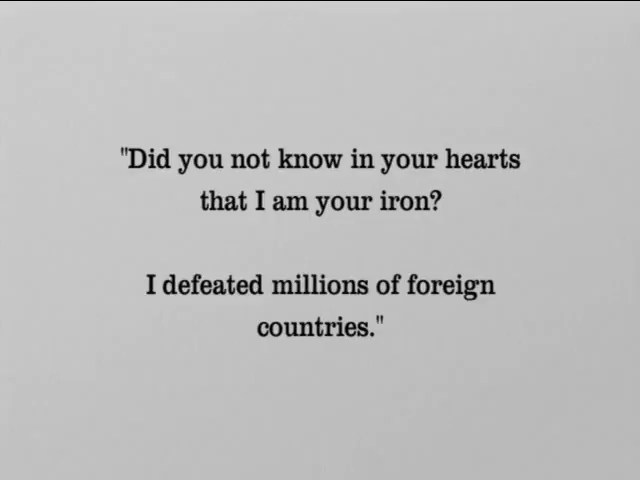 "Did you not know in your hearts
that I am your iron?
I defeated millions of foreign
countries."